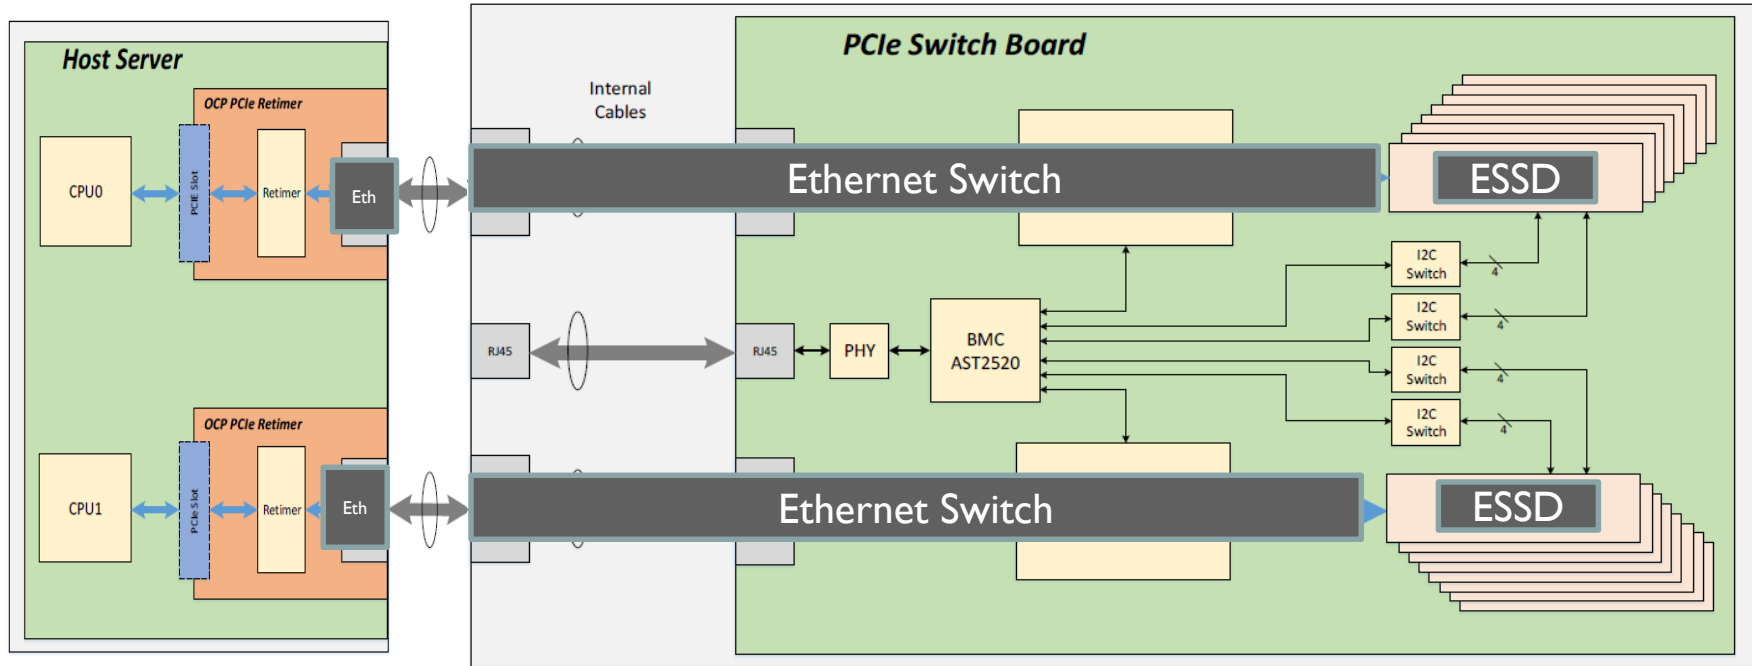 Host Server
OCP PCIe Retimer
CPU0
PCIE Slot
Retimer
Eth
OCP PCIe Retimer
CPU1
PCIe Slot
Retimer
Eth
Internal
Cables
PCIe Switch Board
Ethernet Switch
ESSD
RJ45
RJ45
PHY
BMC
AST2520
I2C
Switch
4
I2C
Switch
4
I2C
Switch
4
I2C
Switch
4
Ethernet Switch
ESSD